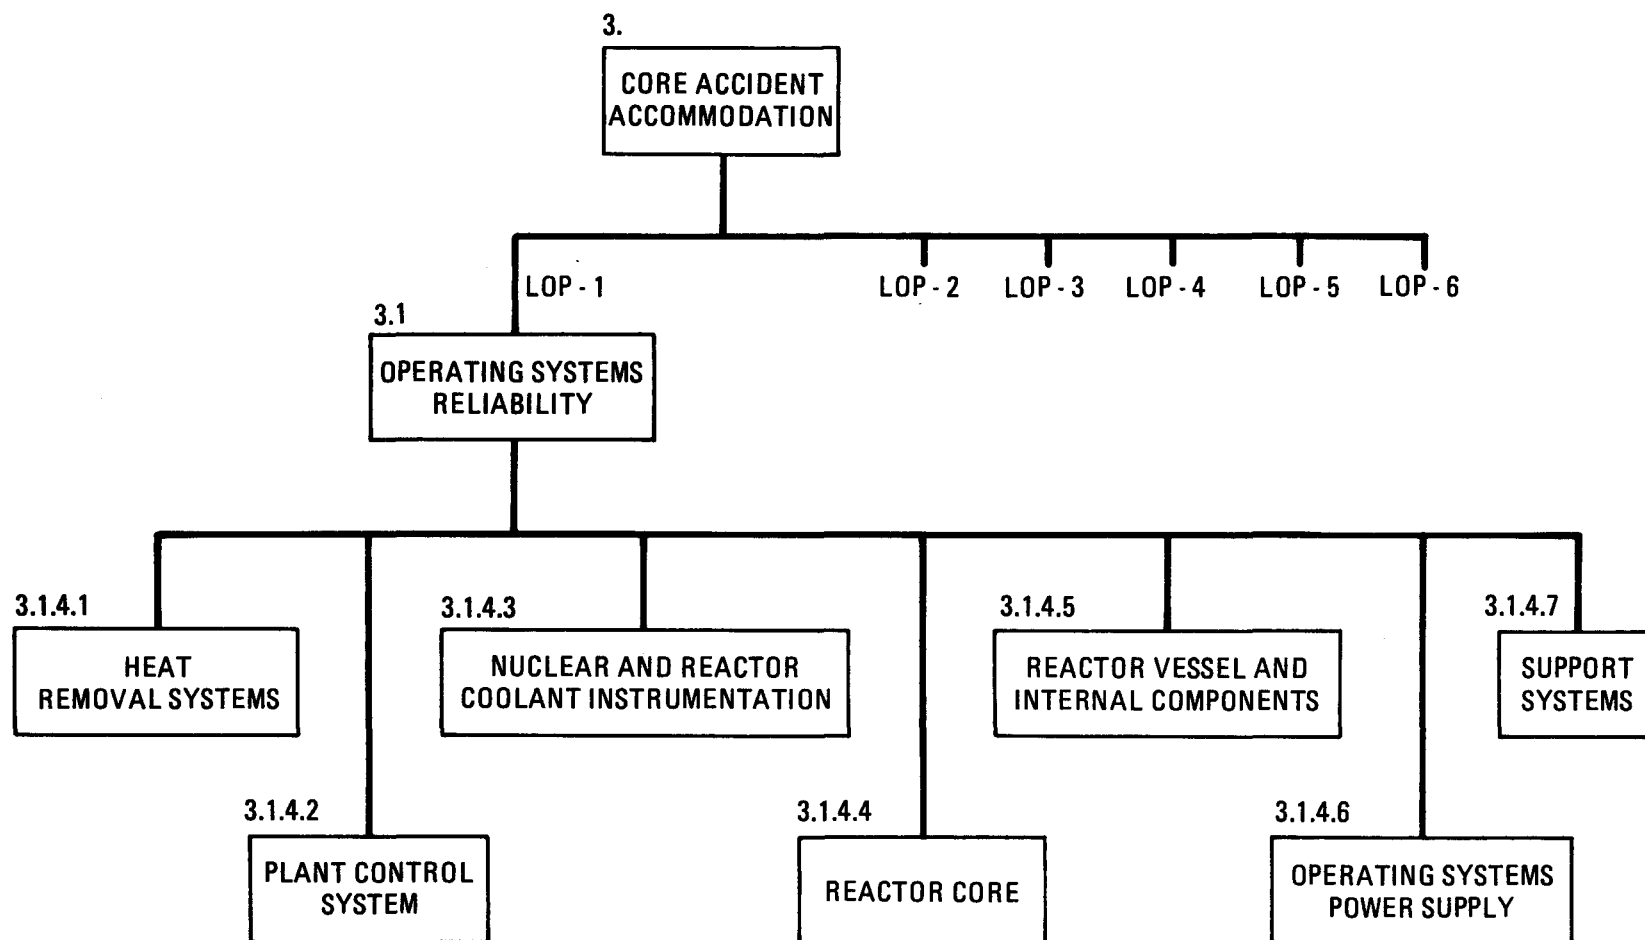 3.
CORE ACCIDENT
ACCOMMODATION
LOP - 1
LOP - 2
LOP - 3
LOP - 4
LOP - 5
LOP - 6
3.1
OPERATING SYSTEMS
RELIABILITY
3.1.4.1
HEAT
REMOVAL SYSTEMS
3.1.4.3
NUCLEAR AND REACTOR
COOLANT INSTRUMENTATION
3.1.4.5
REACTOR VESSEL AND
INTERNAL COMPONENTS
3.1.4.7
SUPPORT
SYSTEMS
3.1.4.2
PLANT CONTROL
SYSTEM
3.1.4.4
REACTOR CORE
3.1.4.6
OPERATING SYSTEMS
POWER SUPPLY